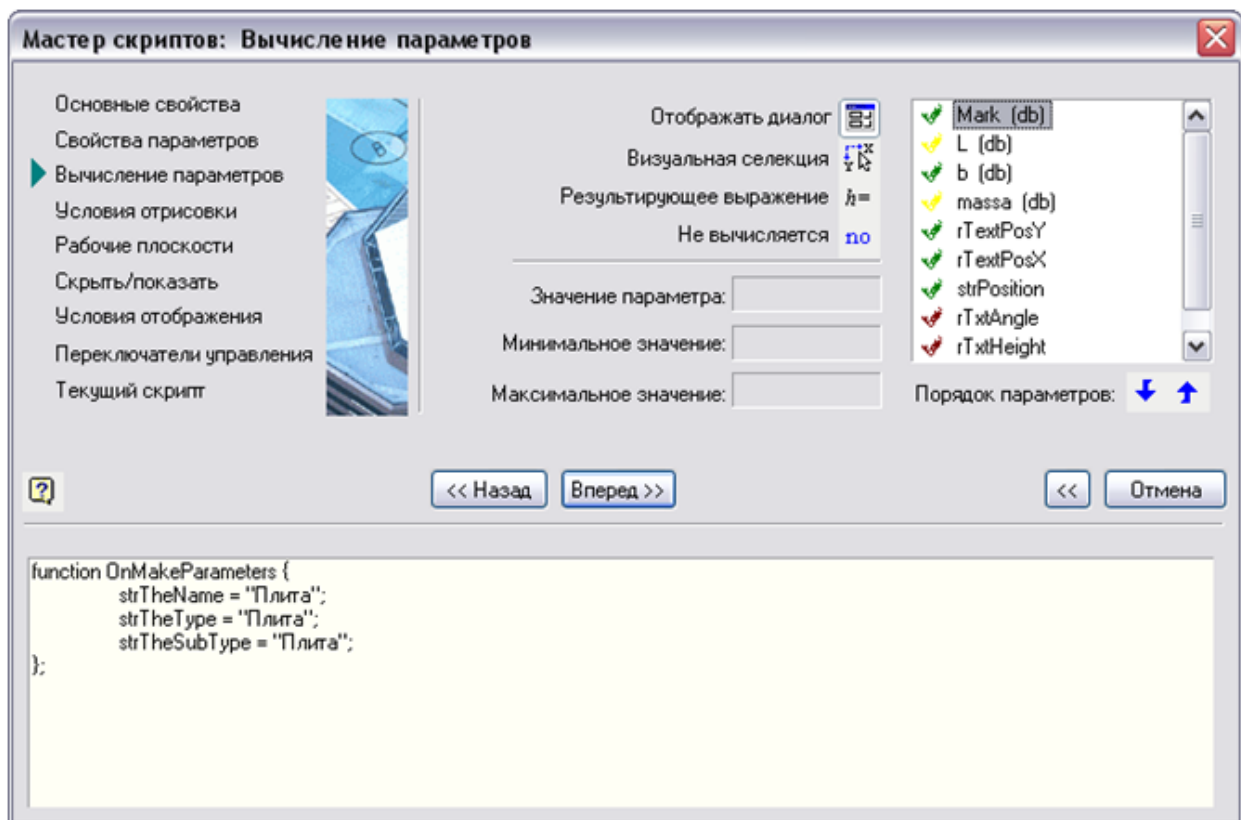 Мастер скриптов: Вычисление параметров
Основные свойства
Свойства параметров
Вычисление параметров
Условия отрисовки
Рабочие плоскости
Скрыть/показать
Условия отображения
Переключатели управления
Текущий скрипт
Отображать диалог
Визуальная селекция
Результирующее выражение h=
Не вычисляется no
Значение параметра:
Минимальное значение:
Максимальное значение:
Mark (db)
L (db)
b (db)
massa (db)
rTextPosY
rTextPosX
strPosition
rTxtAngle
rTxtHeight
Порядок параметров:
<< Назад
Вперед >>
<<
Отмена
function OnMakeParameters {
strTheName = "Плита";
strTheType = "Плита";
strTheSubType = "Плита";
};